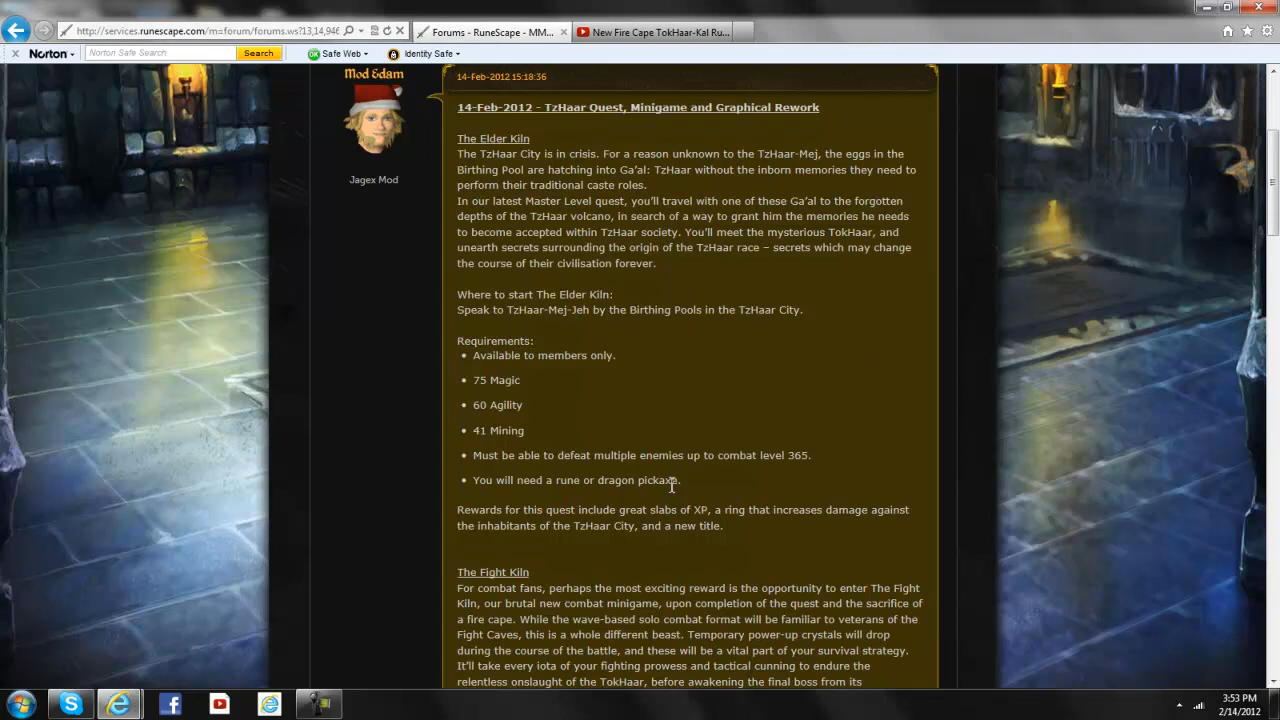 http://services.runescape.com/m=forum/forums.ws?13,14,946
Forums - RuneScape - MM...
New Fire Cape TokHaar-Kal Ru...
Norton
Norton Safe Search
Search
Safe Web
Identity Safe
Mod Edam
Jagex Mod
14-Feb-2012 15:18:36
14-Feb-2012 - TzHaar Quest, Minigame and Graphical Rework
The Elder Kiln
The TzHaar City is in crisis. For a reason unknown to the TzHaar-Mej, the eggs in the
Birthing Pool are hatching into Ga'al: TzHaar without the inborn memories they need to
perform their traditional caste roles.
In our latest Master Level quest, you'll travel with one of these Ga'al to the forgotten
depths of the TzHaar volcano, in search of a way to grant him the memories he needs
to become accepted within TzHaar society. You'll meet the mysterious TokHaar, and
unearth secrets surrounding the origin of the TzHaar race – secrets which may change
the course of their civilisation forever.
Where to start The Elder Kiln:
Speak to TzHaar-Mej-Jeh by the Birthing Pools in the TzHaar City.
Requirements:
• Available to members only.
• 75 Magic
• 60 Agility
• 41 Mining
• Must be able to defeat multiple enemies up to combat level 365.
• You will need a rune or dragon pickaxe.
Rewards for this quest include great slabs of XP, a ring that increases damage against
the inhabitants of the TzHaar City, and a new title.
The Fight Kiln
For combat fans, perhaps the most exciting reward is the opportunity to enter The Fight
Kiln, our brutal new combat minigame, upon completion of the quest and the sacrifice of
a fire cape. While the wave-based solo combat format will be familiar to veterans of the
Fight Caves, this is a whole different beast. Temporary power-up crystals will drop
during the course of the battle, and these will be a vital part of your survival strategy.
It'll take every iota of your fighting prowess and tactical cunning to endure the
relentless onslaught of the TokHaar, before awakening the final boss from its
3:53 PM
2/14/2012